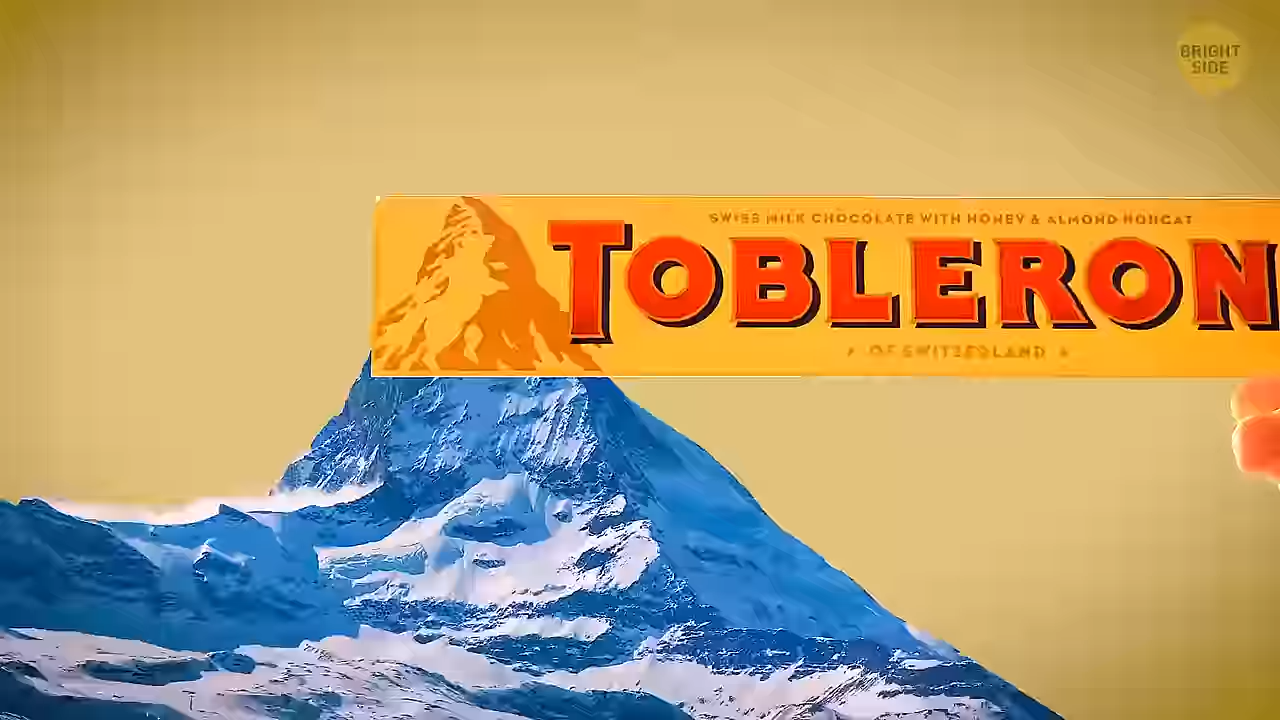 BRIGHT
SIDE
SWISS MILK CHOCOLATE WITH HONEY & ALMOND NOUGAT
TOBLERON
OF SWITZERLAND